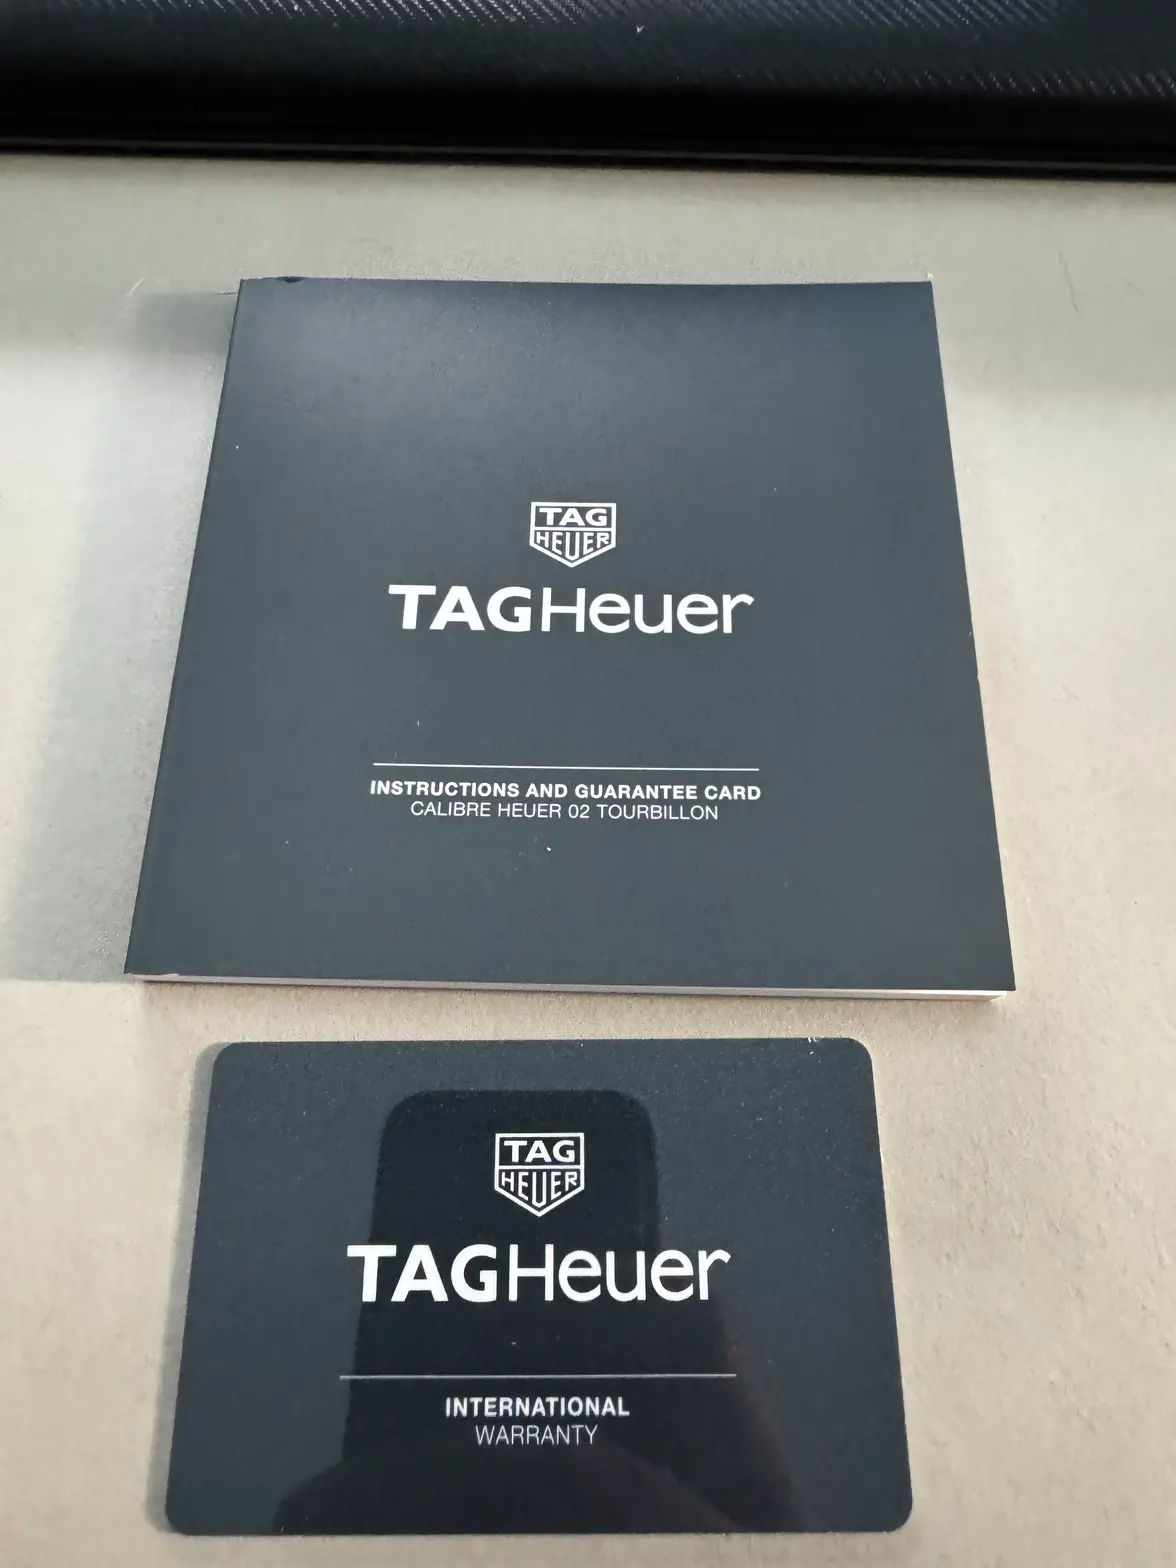 TAG
HEUER
TAGHeuer
INSTRUCTIONS AND GUARANTEE CARD
CALIBRE HEUER 02 TOURBILLON
TAG
HEUER
TAGHeuer
INTERNATIONAL
WARRANTY